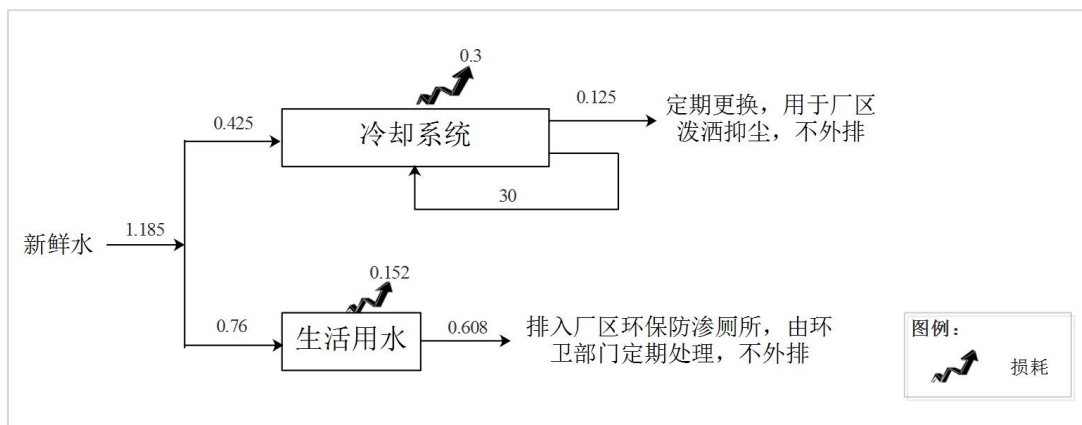 0.3
0.125
定期更换，用于厂区
泼洒抑尘，不外排
0.425
冷却系统
30
新鲜水
1.185
0.152
0.76
生活用水
0.608
排入厂区环保防渗厕所，由环
卫部门定期处理，不外排
图例：
损耗